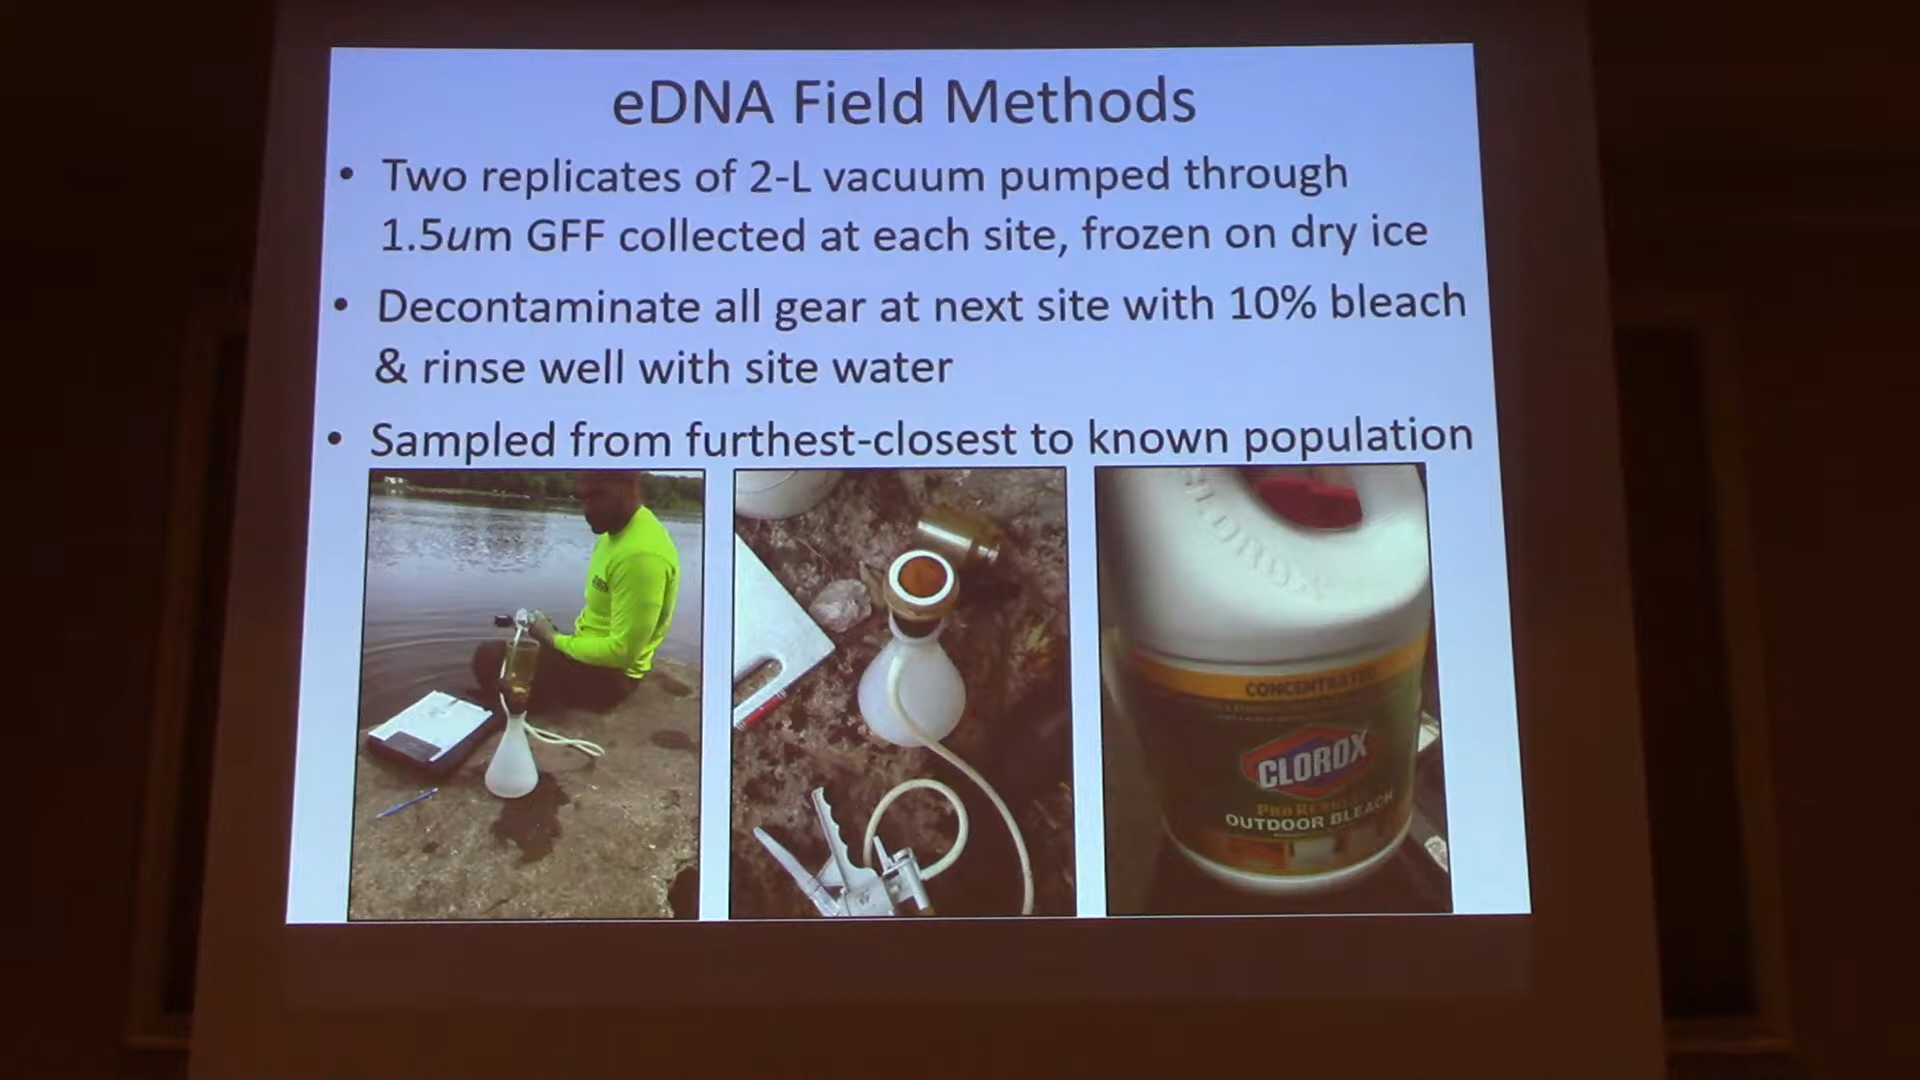 eDNA Field Methods
• Two replicates of 2-L vacuum pumped through
1.5um GFF collected at each site, frozen on dry ice
• Decontaminate all gear at next site with 10% bleach
& rinse well with site water
• Sampled from furthest-closest to known population
CLOROX
CONCENTRATED
CLOROX
OUTDOOR BLEACH